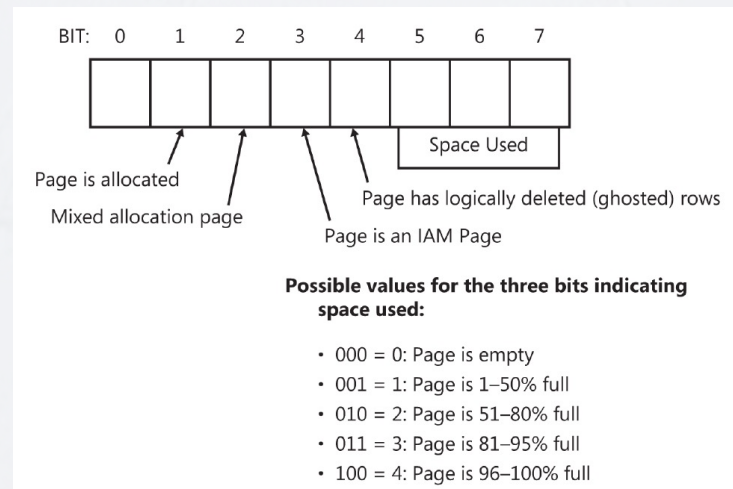 BIT: 0 1 2 3 4 5 6 7
Space Used
Page is allocated
Page has logically deleted (ghosted) rows
Mixed allocation page
Page is an IAM Page
Possible values for the three bits indicating
space used:
• 000 = 0: Page is empty
• 001 = 1: Page is 1–50% full
• 010 = 2: Page is 51–80% full
• 011 = 3: Page is 81–95% full
• 100 = 4: Page is 96–100% full